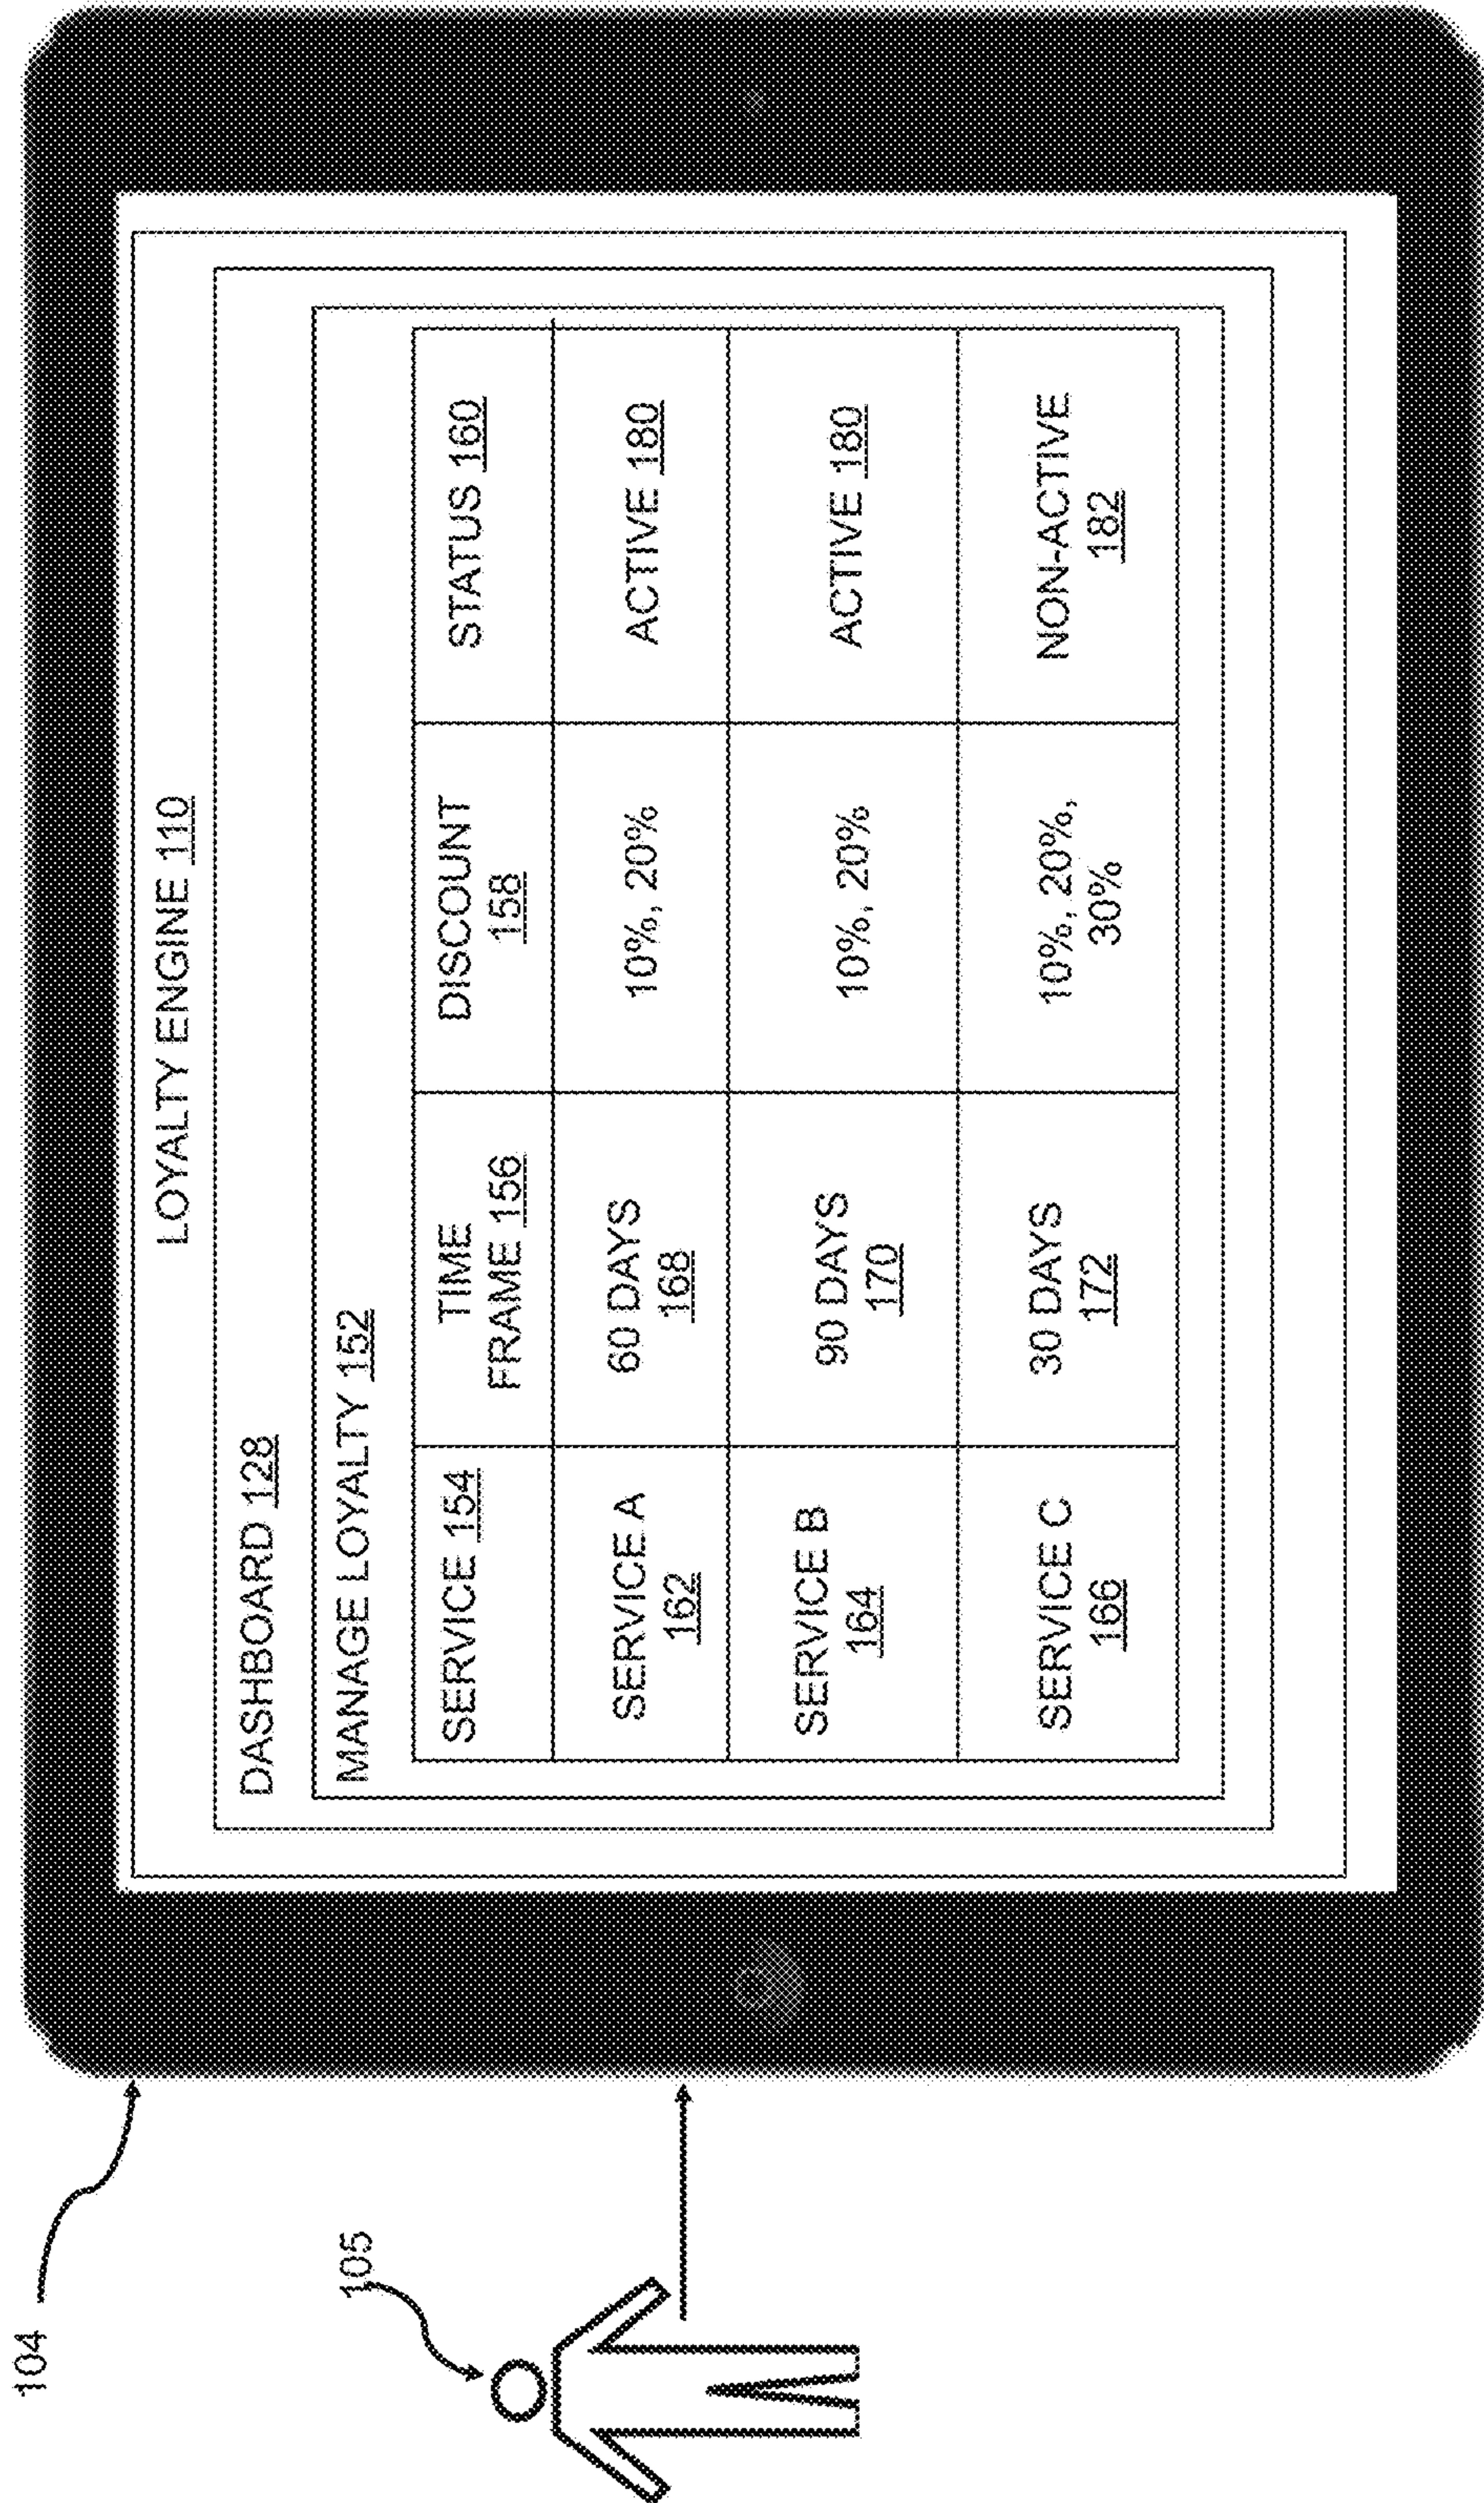 104
105
LOYALTY ENGINE 110
DASHBOARD 128
MANAGE LOYALTY 152
SERVICE 154
TIME
FRAME 156
DISCOUNT
158
STATUS 160
SERVICE A
162
60 DAYS
168
10%, 20%
ACTIVE 180
SERVICE B
164
90 DAYS
170
10%, 20%
ACTIVE 180
SERVICE C
166
30 DAYS
172
10%, 20%,
30%
NON-ACTIVE
182